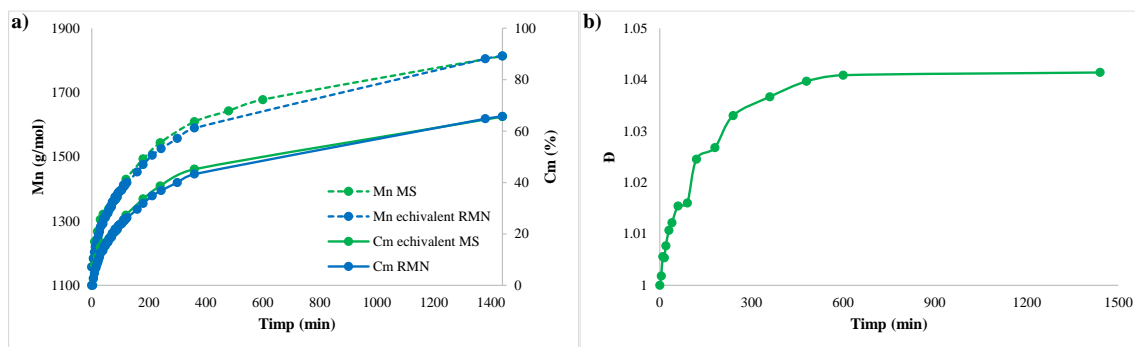 a)
1900
1700
1500
1300
1100
Mn (g/mol)
100
80
60
40
20
0
Cm (%)
Mn MS
Mn echivalent RMN
Cm echivalent MS
Cm RMN
0 200 400 600 800 1000 1200 1400
Timp (min)
b)
1.05
1.04
1.03
1.02
1.01
1
Đ
0 300 600 900 1200 1500
Timp (min)